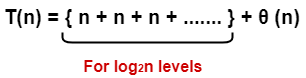 T(n) = { n + n + n + ....... } + θ (n)
For log₂n levels